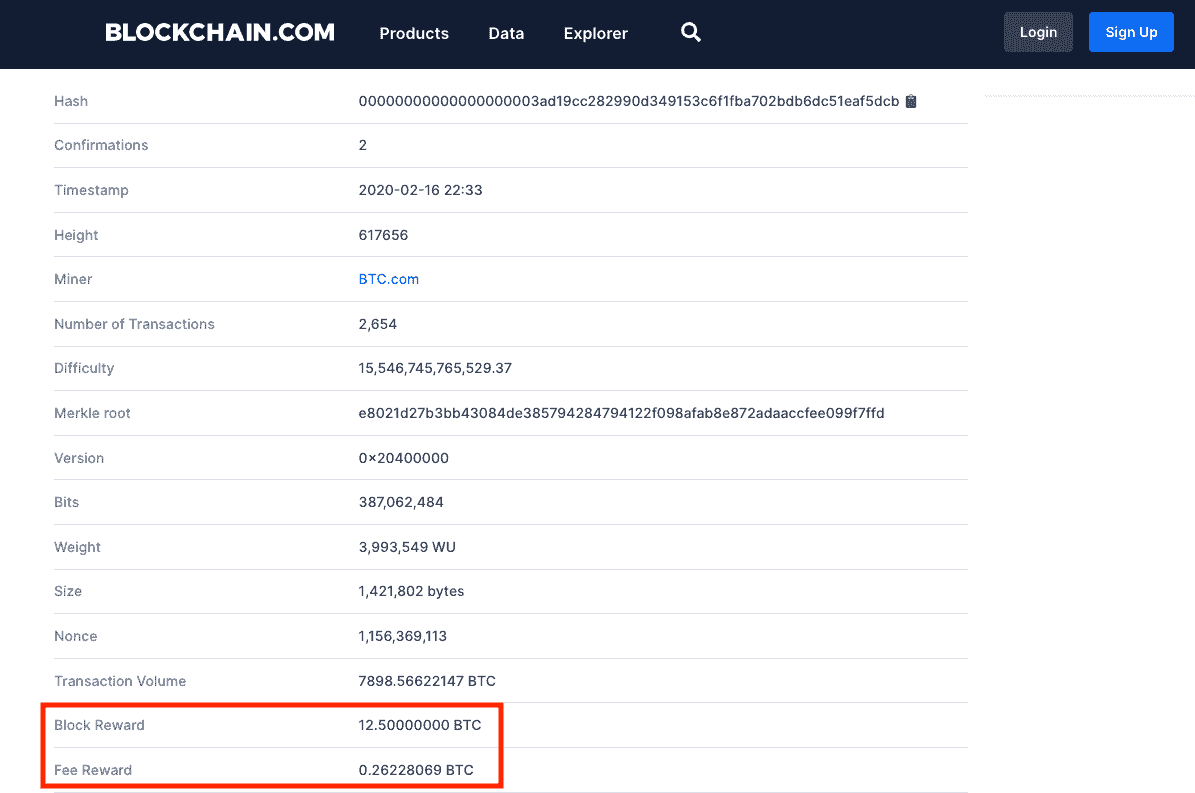 BLOCKCHAIN.COM Products Data Explorer Login Sign Up
Hash 00000000000000000003ad19cc282990d349153c6f1fba702bdb6dc51eaf5dcb
Confirmations 2
Timestamp 2020-02-16 22:33
Height 617656
Miner BTC.com
Number of Transactions 2,654
Difficulty 15,546,745,765,529.37
Merkle root e8021d27b3bb43084de385794284794122f098afab8e872adaaccfee099f7ffd
Version 0×20400000
Bits 387,062,484
Weight 3,993,549 WU
Size 1,421,802 bytes
Nonce 1,156,369,113
Transaction Volume 7898.56622147 BTC
Block Reward 12.50000000 BTC
Fee Reward 0.26228069 BTC